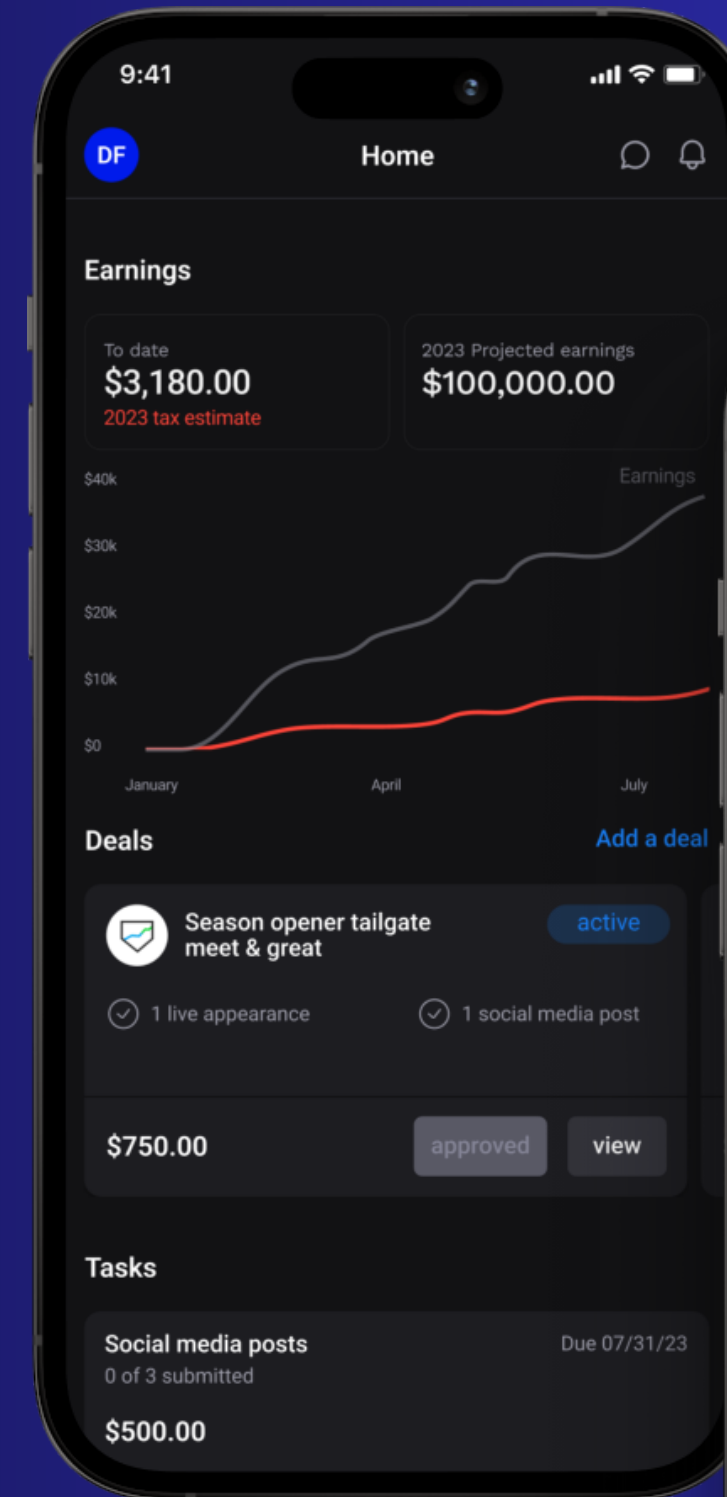 9:41
DF
Home
Earnings
To date
$3,180.00
2023 tax estimate
2023 Projected earnings
$100,000.00
Earnings
$40k
$30k
$20k
$10k
$0
January
April
July
Deals
Add a deal
Season opener tailgate
meet & great
active
1 live appearance
1 social media post
$750.00
approved
view
Tasks
Social media posts
Due 07/31/23
0 of 3 submitted
$500.00